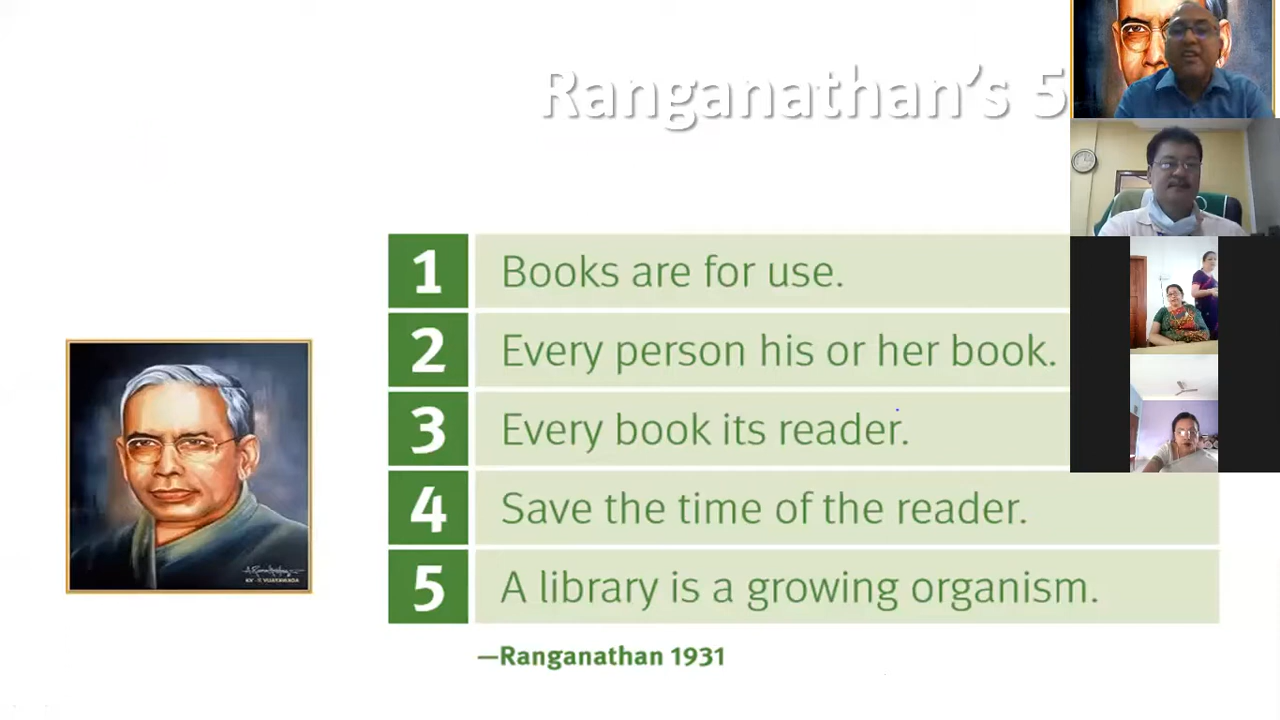 Ranganathan's 5
1 Books are for use.
2 Every person his or her book.
3 Every book its reader.
4 Save the time of the reader.
5 A library is a growing organism.
—Ranganathan 1931
VIJAYAWADA